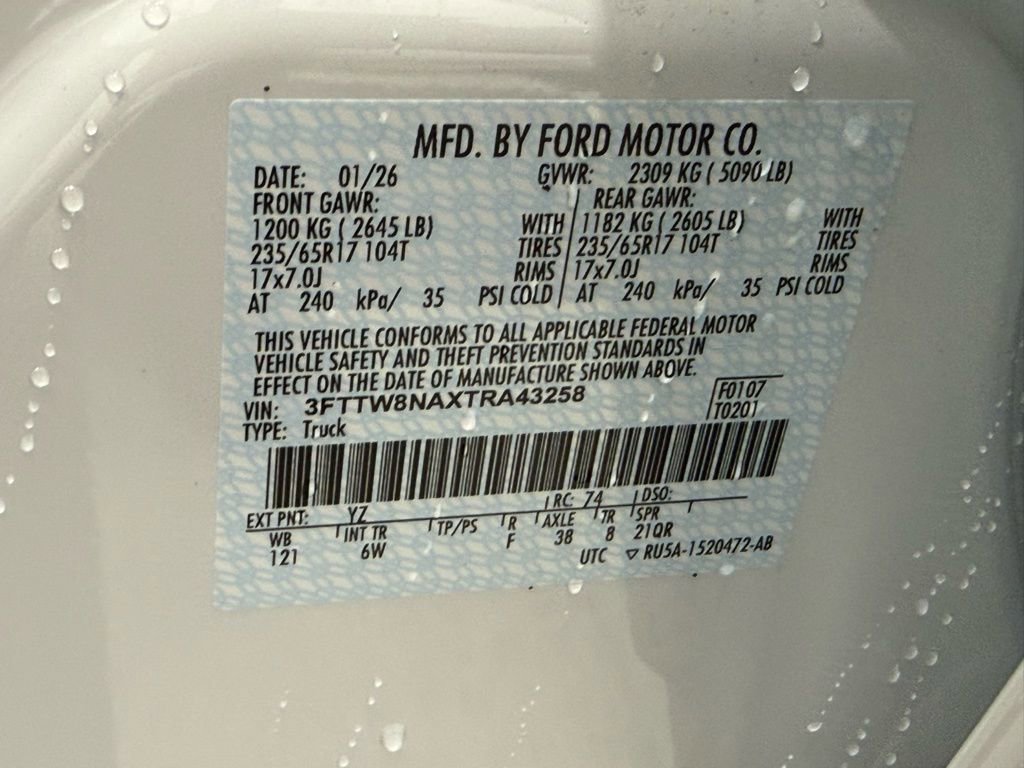 MFD. BY FORD MOTOR CO.
DATE: 01/26 GVWR: 2309 KG ( 5090 LB)
FRONT GAWR: REAR GAWR:
1200 KG ( 2645 LB) WITH 1182 KG ( 2605 LB) WITH
235/65R17 104T TIRES 235/65R17 104T TIRES
17x7.0J RIMS 17x7.0J RIMS
AT 240 kPa/ 35 PSI COLD AT 240 kPa/ 35 PSI COLD
THIS VEHICLE CONFORMS TO ALL APPLICABLE FEDERAL MOTOR
VEHICLE SAFETY AND THEFT PREVENTION STANDARDS IN
EFFECT ON THE DATE OF MANUFACTURE SHOWN ABOVE.
VIN: 3FTTW8NAXTRA43258 F0107
TYPE: Truck T0201
EXT PNT: YZ RC: 74 DSO:
WB INT TR TP/PS R AXLE TR SPR
121 6W F 38 8 21QR
UTC ▽ RU5A-1520472-AB